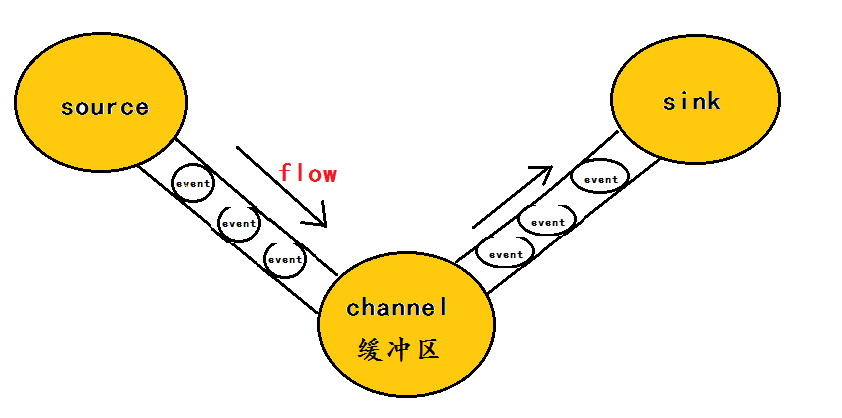 source
sink
flow
event
event
event
event
event
event
channel
缓冲区